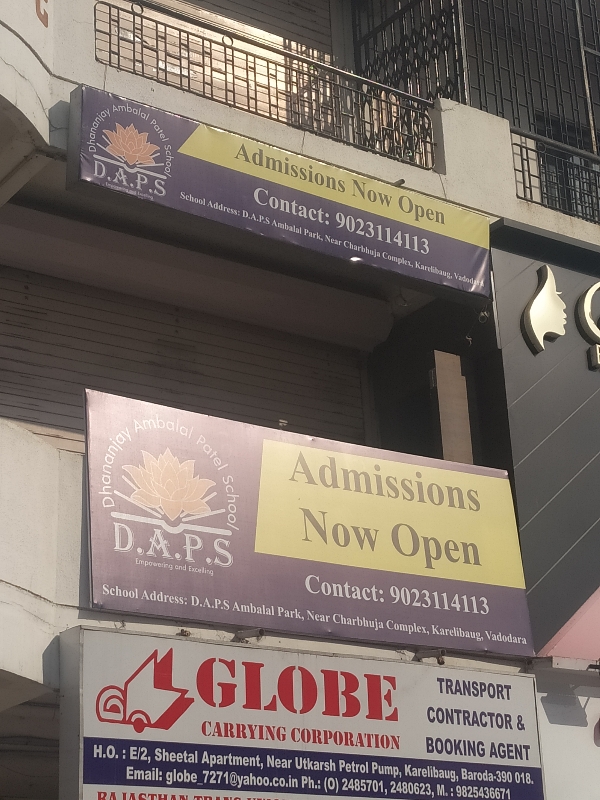 Dhananjay Ambalal Patel School
D.A.P.S
Empowering and Excelling
Admissions Now Open
Contact: 9023114113
School Address: D.A.P.S Ambalal Park, Near Charbhuja Complex, Karelibaug, Vadodara
Dhananjay Ambalal Patel School
D.A.P.S
Empowering and Excelling
Admissions
Now Open
Contact: 9023114113
School Address: D.A.P.S Ambalal Park, Near Charbhuja Complex, Karelibaug, Vadodara
GLOBE
CARRYING CORPORATION
TRANSPORT
CONTRACTOR &
BOOKING AGENT
H.O. : E/2, Sheetal Apartment, Near Utkarsh Petrol Pump, Karelibaug, Baroda-390 018.
Email: globe_7271@yahoo.co.in Ph.: (O) 2485701, 2480623, M. : 9825436671